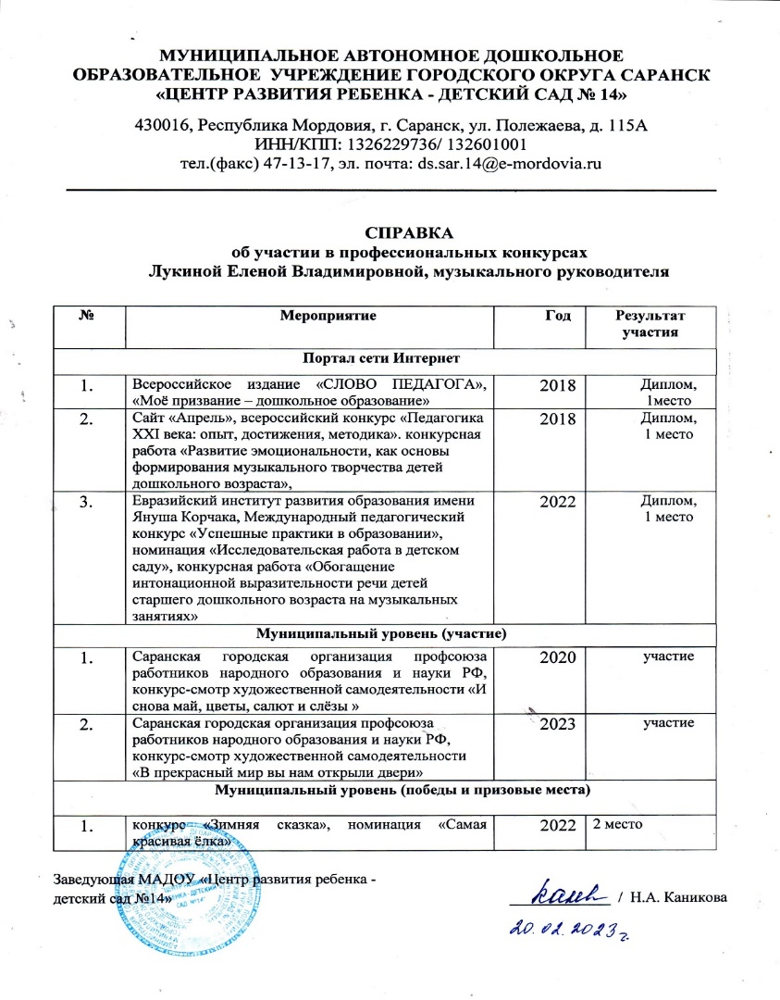 МУНИЦИПАЛЬНОЕ АВТОНОМНОЕ ДОШКОЛЬНОЕ
ОБРАЗОВАТЕЛЬНОЕ УЧРЕЖДЕНИЕ ГОРОДСКОГО ОКРУГА САРАНСК
«ЦЕНТР РАЗВИТИЯ РЕБЕНКА - ДЕТСКИЙ САД № 14»
430016, Республика Мордовия, г. Саранск, ул. Полежаева, д. 115А
ИНН/КПП: 1326229736/ 132601001
тел.(факс) 47-13-17, эл. почта: ds.sar.14@e-mordovia.ru
СПРАВКА
об участии в профессиональных конкурсах
Лукиной Еленой Владимировной, музыкального руководителя
№ Мероприятие Год Результат
участия
Портал сети Интернет
1. Всероссийское издание «СЛОВО ПЕДАГОГА», 2018 Диплом,
«Моё призвание – дошкольное образование» 1место
2. Сайт «Апрель», всероссийский конкурс «Педагогика 2018 Диплом,
XXI века: опыт, достижения, методика». конкурсная 1 место
работа «Развитие эмоциональности, как основы
формирования музыкального творчества детей
дошкольного возраста»,
3. Евразийский институт развития образования имени 2022 Диплом,
Януша Корчака, Международный педагогический 1 место
конкурс «Успешные практики в образовании»,
номинация «Исследовательская работа в детском
саду», конкурсная работа «Обогащение
интонационной выразительности речи детей
старшего дошкольного возраста на музыкальных
занятиях»
Муниципальный уровень (участие)
1. Саранская городская организация профсоюза 2020 участие
работников народного образования и науки РФ,
конкурс-смотр художественной самодеятельности «И
снова май, цветы, салют и слёзы »
2. Саранская городская организация профсоюза 2023 участие
работников народного образования и науки РФ,
конкурс-смотр художественной самодеятельности
«В прекрасный мир вы нам открыли двери»
Муниципальный уровень (победы и призовые места)
1. конкурс «Зимняя сказка», номинация «Самая 2022 2 место
красивая ёлка»
Заведующая МАДОУ «Центр развития ребенка -
детский сад №14» / Н.А. Каникова
20.02.2023г.